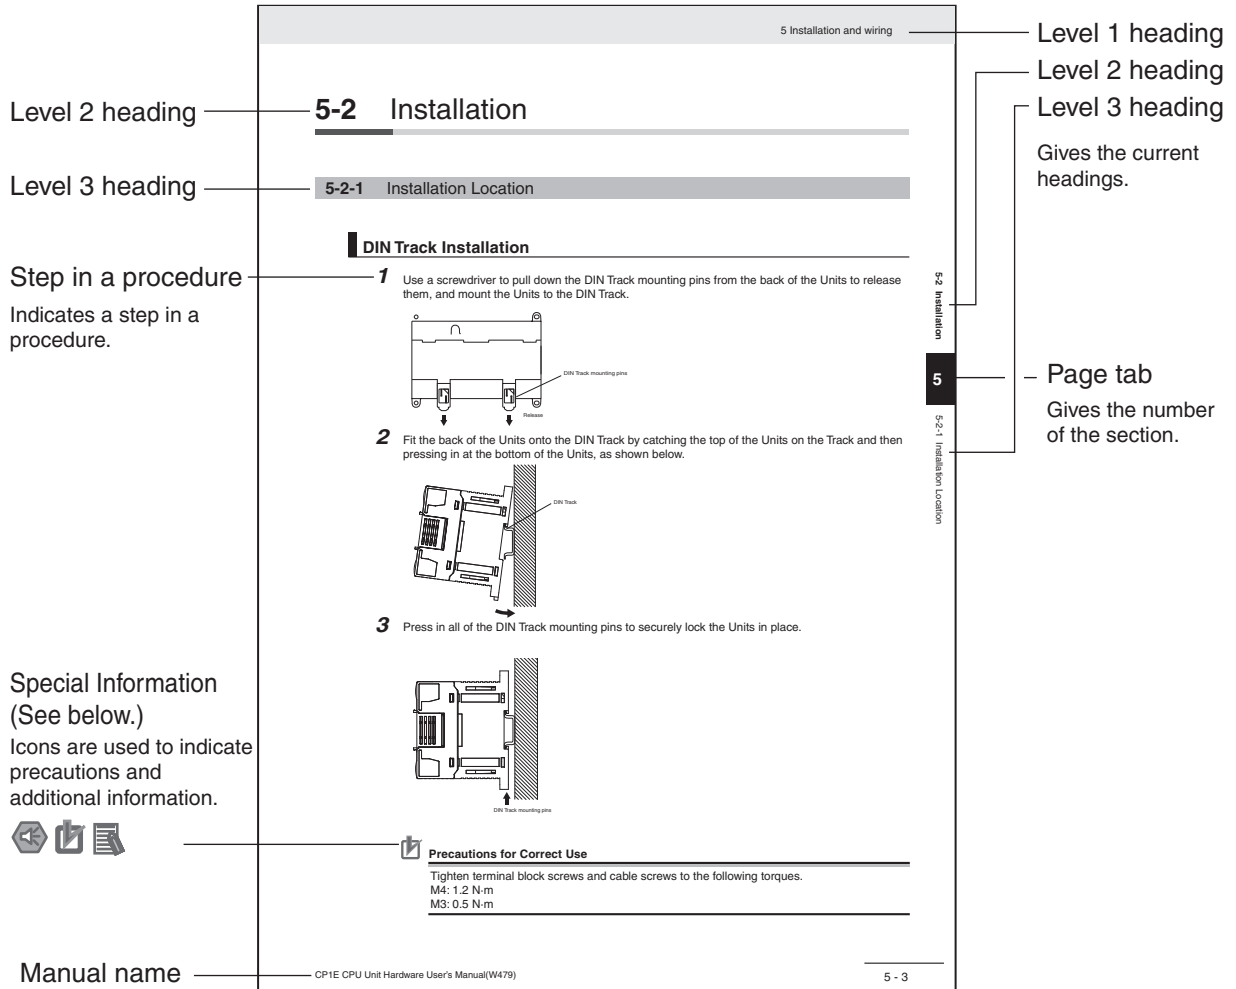 5 Installation and wiring
Level 1 heading
Level 2 heading
Level 3 heading
Gives the current
headings.
Level 2 heading
5-2 Installation
Level 3 heading
5-2-1 Installation Location
DIN Track Installation
Step in a procedure
Indicates a step in a
procedure.
1 Use a screwdriver to pull down the DIN Track mounting pins from the back of the Units to release
them, and mount the Units to the DIN Track.
DIN Track mounting pins
Release
5-2 Installation
5
5-2-1 Installation Location
Page tab
Gives the number
of the section.
2 Fit the back of the Units onto the DIN Track by catching the top of the Units on the Track and then
pressing in at the bottom of the Units, as shown below.
DIN Track
3 Press in all of the DIN Track mounting pins to securely lock the Units in place.
DIN Track mounting pins
Special Information
(See below.)
Icons are used to indicate
precautions and
additional information.
Precautions for Correct Use
Tighten terminal block screws and cable screws to the following torques.
M4: 1.2 N·m
M3: 0.5 N·m
Manual name
CP1E CPU Unit Hardware User's Manual(W479)
5 - 3